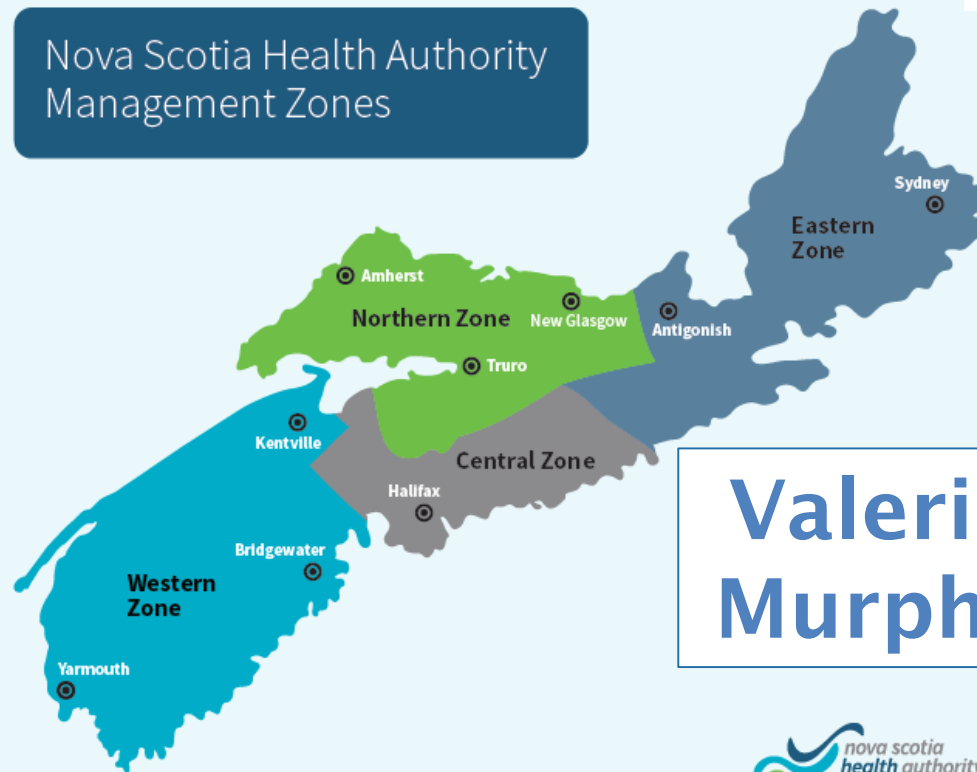 Nova Scotia Health Authority
Management Zones
Sydney
Eastern
Zone
Amherst
Northern Zone
New Glasgow
Antigonish
Truro
Kentville
Central Zone
Halifax
Valeri
Murph
Bridgewater
Western
Zone
Yarmouth
nova scotia
health authority